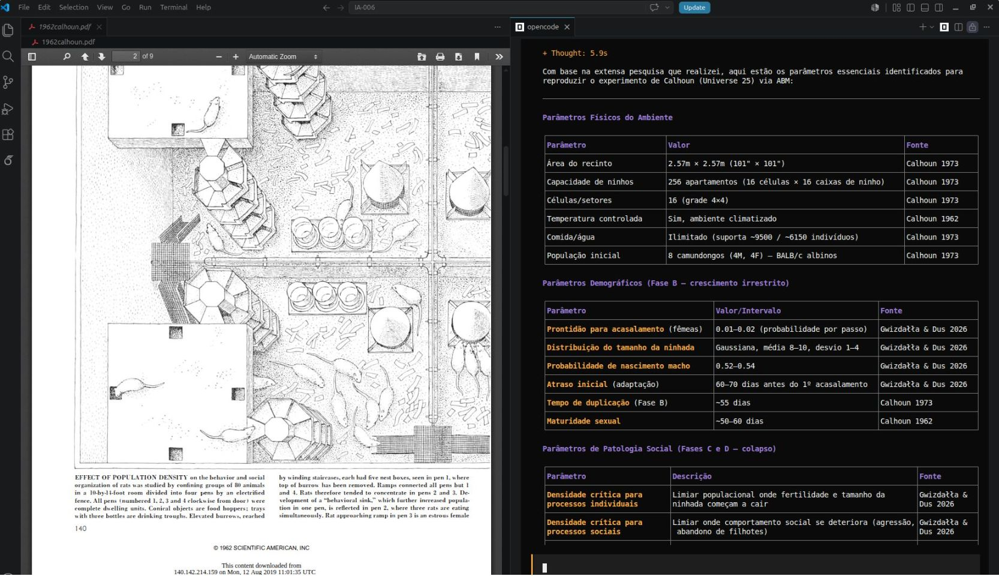 File Edit Selection View Go Run Terminal Help
IA-006
Update
1962calhoun.pdf
1962calhoun.pdf
2 of 9
Automatic Zoom
EFFECT OF POPULATION DENSITY on the behavior and social
organization of rats was studied by confining groups of 80 animals
in a 10-by-14-foot room divided into four pens by an electrified
fence. All pens (numbered 1, 2, 3 and 4 clockwise from door) were
complete dwelling units. Conical objects are food hoppers; trays
with three bottles are drinking troughs. Elevated burrows, reached
by winding staircases, each had five nest boxes, seen in pen 1, where
top of burrow has been removed. Ramps connected all pens but 1
and 4. Rats therefore tended to concentrate in pens 2 and 3. De-
velopment of a “behavioral sink,” which further increased popula-
tion in one pen, is reflected in pen 2, where three rats are eating
simultaneously. Rat approaching ramp in pen 3 is an estrous female
140
© 1962 SCIENTIFIC AMERICAN, INC
This content downloaded from
140.142.214.159 on Mon, 12 Aug 2019 11:01:35 UTC
opencode
+ Thought: 5.9s
Com base na extensa pesquisa que realizei, aqui estão os parâmetros essenciais identificados para
reproduzir o experimento de Calhoun (Universe 25) via ABM:
Parâmetros Físicos do Ambiente
Parâmetro Valor Fonte
Área do recinto 2.57m × 2.57m (101" × 101") Calhoun 1973
Capacidade de ninhos 256 apartamentos (16 células × 16 caixas de ninho) Calhoun 1973
Células/setores 16 (grade 4×4) Calhoun 1973
Temperatura controlada Sim, ambiente climatizado Calhoun 1962
Comida/água Ilimitado (suporta ~9500 / ~6150 indivíduos) Calhoun 1973
População inicial 8 camundongos (4M, 4F) — BALB/c albinos Calhoun 1973
Parâmetros Demográficos (Fase B — crescimento irrestrito)
Parâmetro Valor/Intervalo Fonte
Prontidão para acasalamento (fêmeas) 0.01–0.02 (probabilidade por passo) Gwizdałła & Dus 2026
Distribuição do tamanho da ninhada Gaussiana, média 8–10, desvio 1–4 Gwizdałła & Dus 2026
Probabilidade de nascimento macho 0.52–0.54 Gwizdałła & Dus 2026
Atraso inicial (adaptação) 60–70 dias antes do 1º acasalamento Gwizdałła & Dus 2026
Tempo de duplicação (Fase B) ~55 dias Calhoun 1973
Maturidade sexual ~50–60 dias Calhoun 1962
Parâmetros de Patologia Social (Fases C e D — colapso)
Parâmetro Descrição Fonte
Densidade crítica para Limiar populacional onde fertilidade e tamanho da Gwizdałła &
processos individuais ninhada começam a cair Dus 2026
Densidade crítica para Limiar onde comportamento social se deteriora (agressão, Gwizdałła &
processos sociais abandono de filhotes) Dus 2026